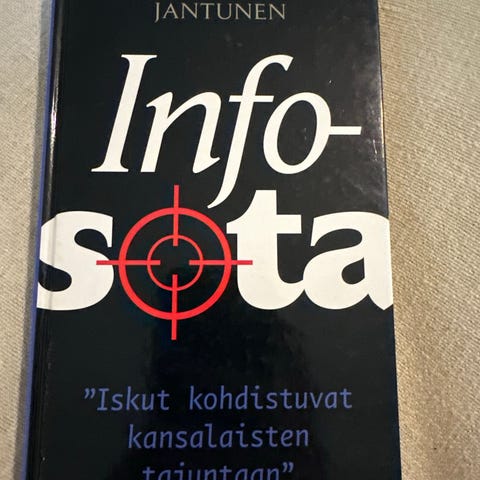 JANTUNEN
Info-
sota
"Iskut kohdistuvat
kansalaisten
tajuntaan"